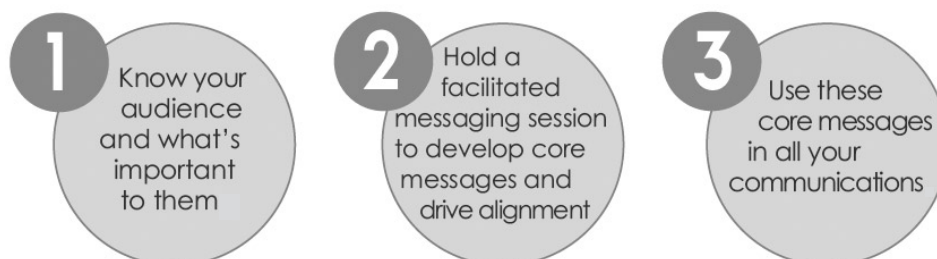 1
Know your
audience
and what's
important
to them
2
Hold a
facilitated
messaging session
to develop core
messages and
drive alignment
3
Use these
core messages
in all your
communications